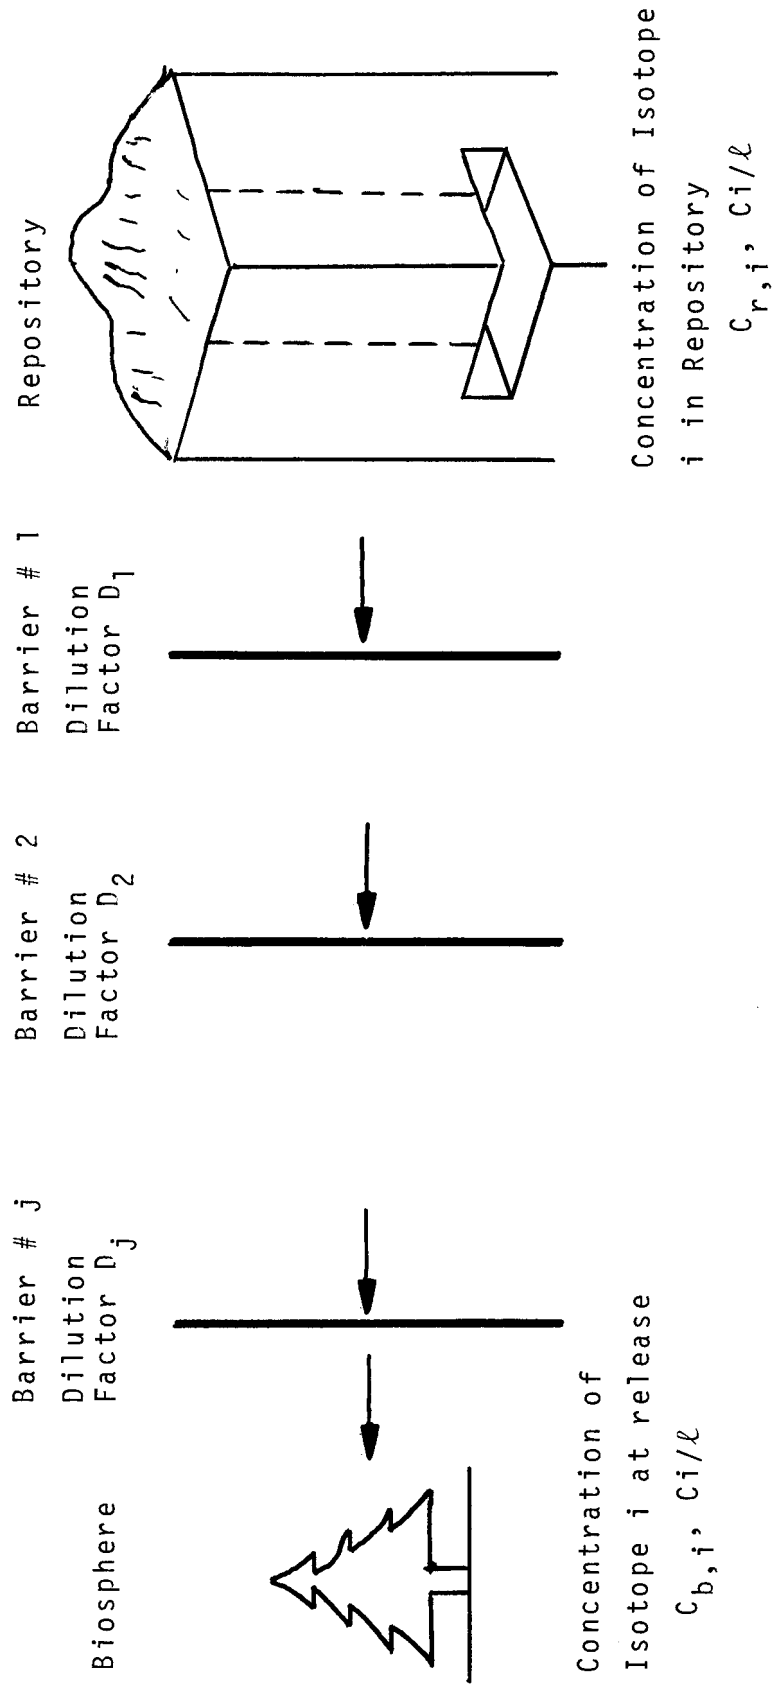 Biosphere
Barrier # j
Dilution
Factor Dj
Barrier # 2
Dilution
Factor D2
Barrier # 1
Dilution
Factor D1
Repository
Concentration of
Isotope i at release
Cb,i, Ci/ℓ
Concentration of Isotope
i in Repository
Cr,i, Ci/ℓ